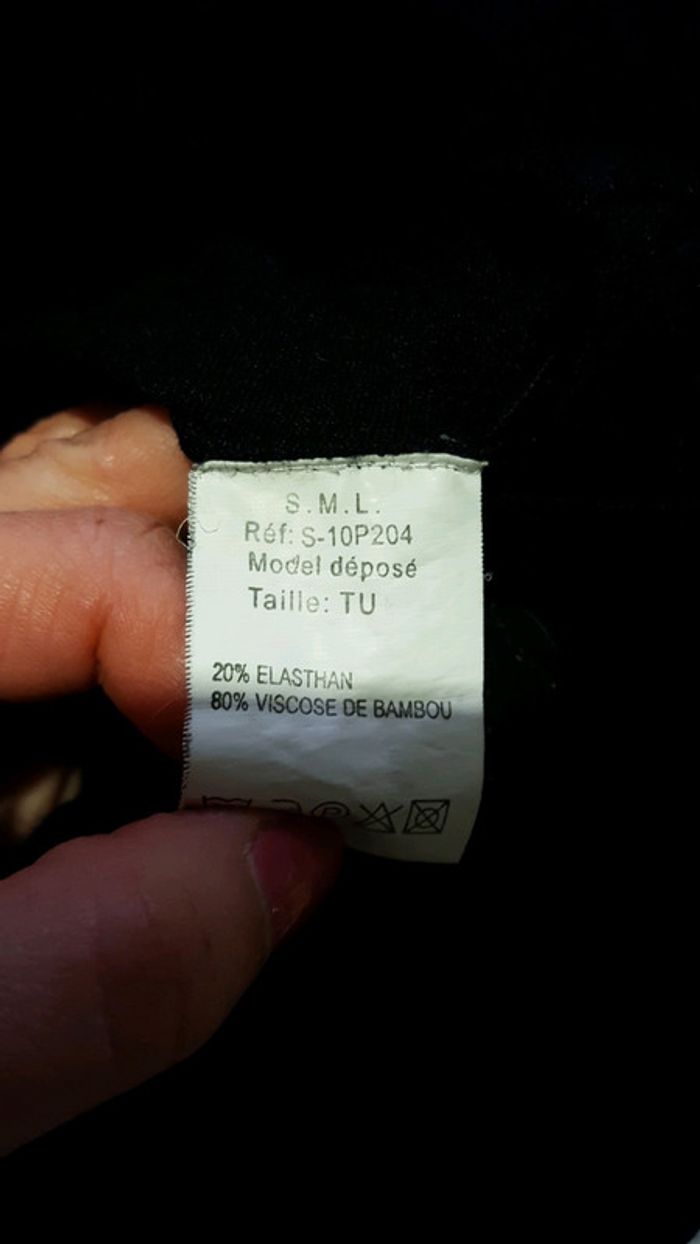 S.M.L.
Réf: S-10P204
Model déposé
Taille: TU
20% ELASTHAN
80% VISCOSE DE BAMBOU